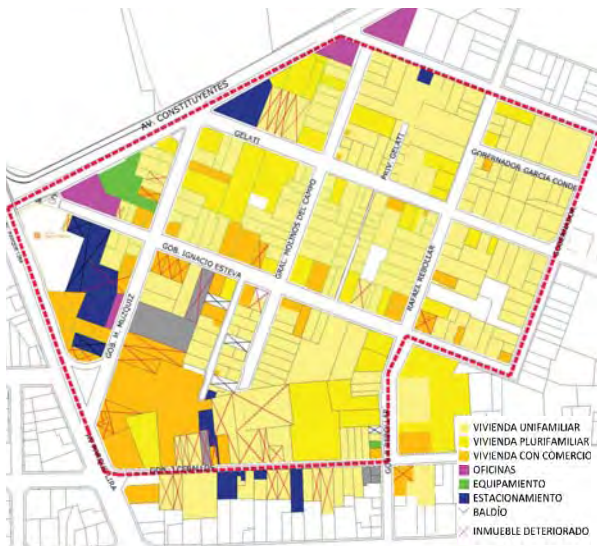 AV. CONSTITUYENTES
GELATI
PRIV. GELATI
GOBERNADOR GARCIA CONDE
GRAL. MOLINOS DEL CAMPO
GOB. IGNACIO ESTEVA
RAFAEL REBOLLAR
GOB. M. MUZQUIZ
VIVIENDA UNIFAMILIAR
VIVIENDA PLURIFAMILIAR
VIVIENDA CON COMERCIO
OFICINAS
EQUIPAMIENTO
ESTACIONAMIENTO
BALDÍO
INMUEBLE DETERIORADO